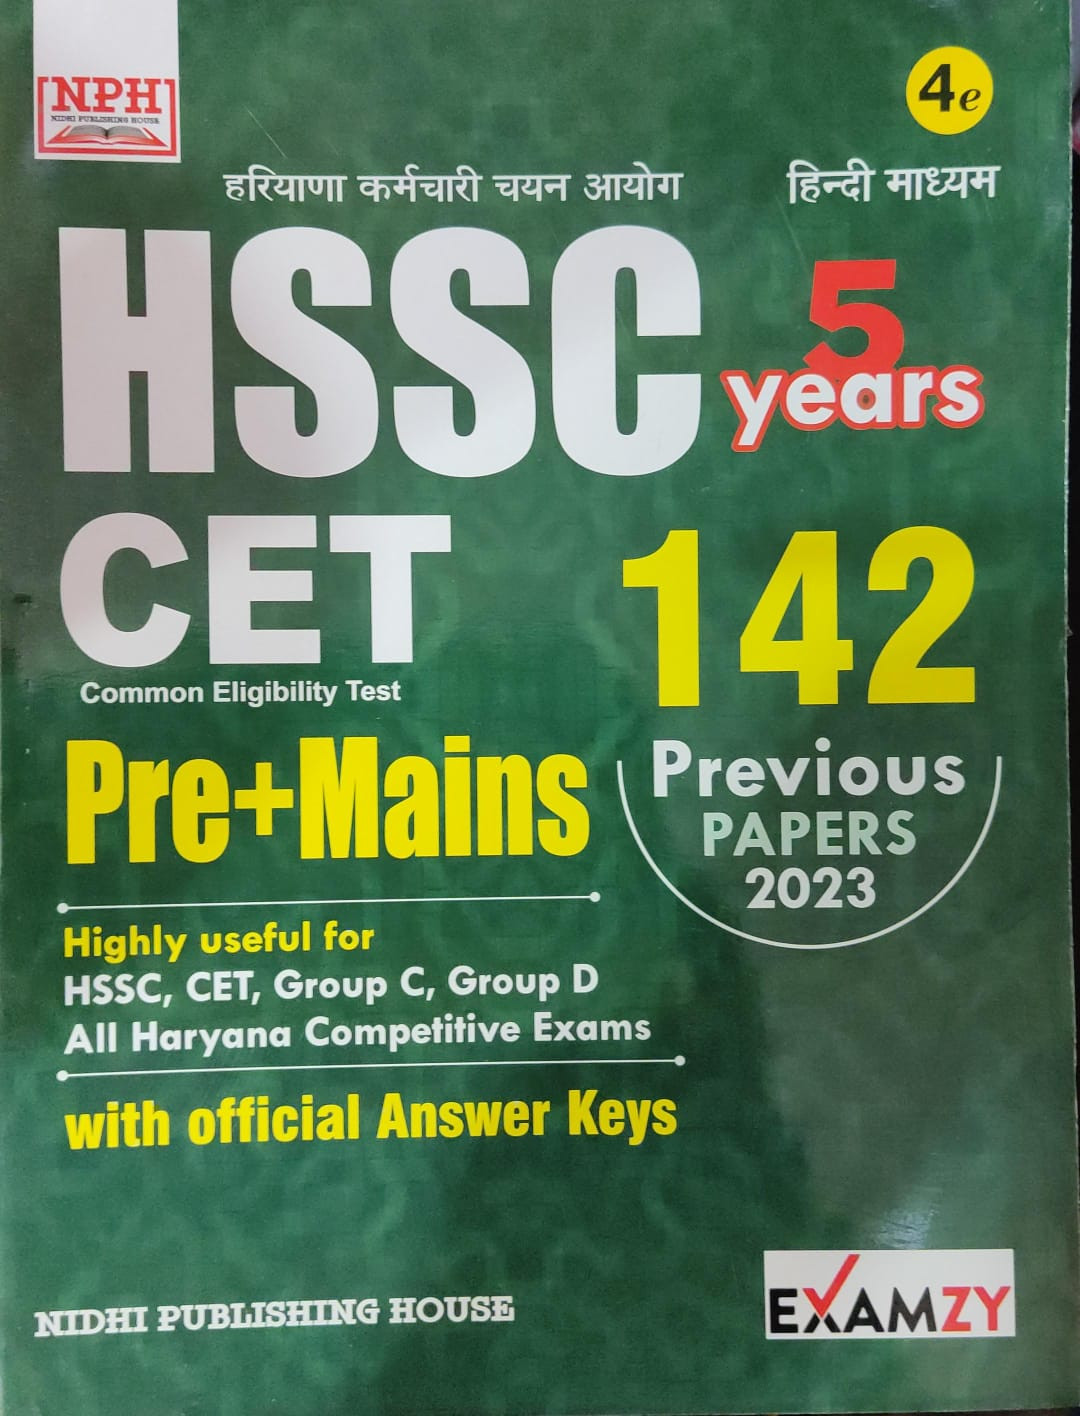 NPH
NIDHI PUBLISHING HOUSE
4e
हरियाणा कर्मचारी चयन आयोग
हिन्दी माध्यम
HSSC
5
years
CET
Common Eligibility Test
142
Pre+Mains
Previous
PAPERS
2023
Highly useful for
HSSC, CET, Group C, Group D
All Haryana Competitive Exams
with official Answer Keys
NIDHI PUBLISHING HOUSE
EXAMZY